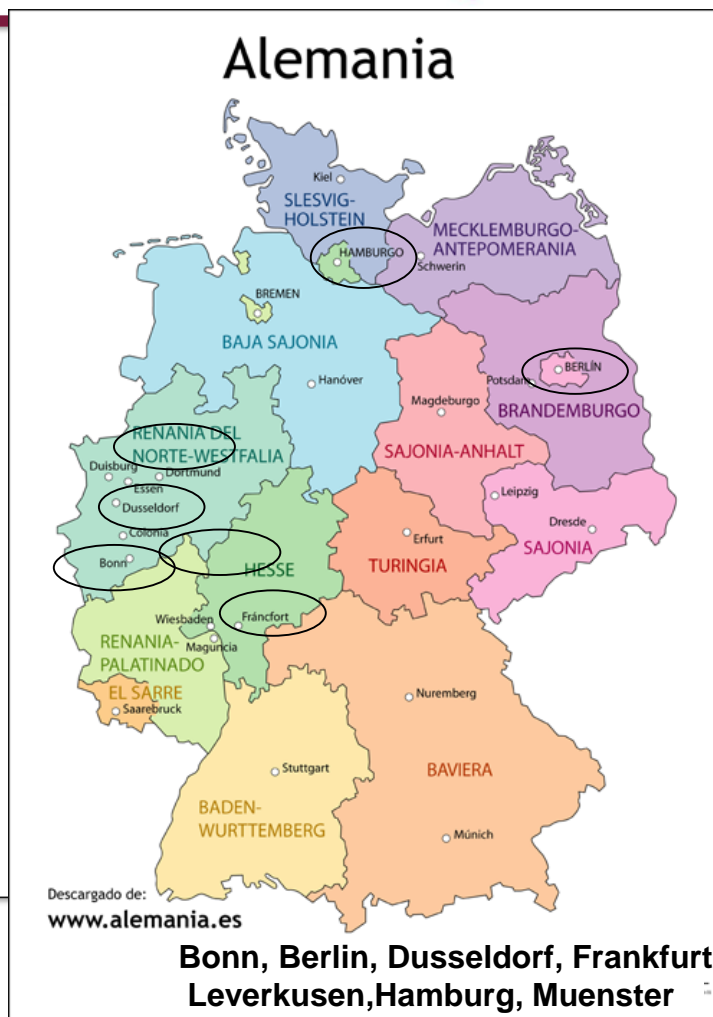 Alemania
Kiel
SLESVIG-
HOLSTEIN
MECKLEMBURGO-
ANTEPOMERANIA
HAMBURGO
Schwerin
BREMEN
BAJA SAJONIA
Hanóver
BERLÍN
Potsdam
BRANDEMBURGO
Magdeburgo
SAJONIA-ANHALT
RENANIA DEL
NORTE-WESTFALIA
Duisburg
Dortmund
Essen
Dusseldorf
Colonia
Bonn
HESSE
Leipzig
Dresde
SAJONIA
Erfurt
TURINGIA
Wiesbaden
Fráncfort
Maguncia
RENANIA-
PALATINADO
EL SARRE
Saarebruck
Nuremberg
BAVIERA
Stuttgart
BADEN-
WURTTEMBERG
Múnich
Descargado de:
www.alemania.es
Bonn, Berlin, Dusseldorf, Frankfurt
Leverkusen,Hamburg, Muenster